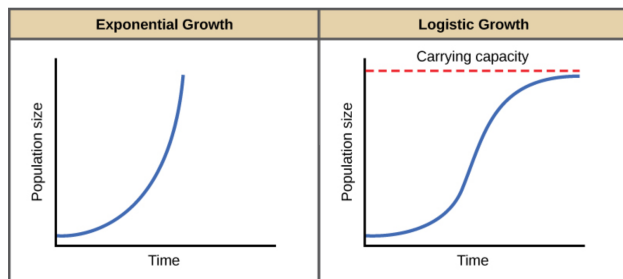 Exponential Growth
Population size
Time
Logistic Growth
Carrying capacity
Population size
Time